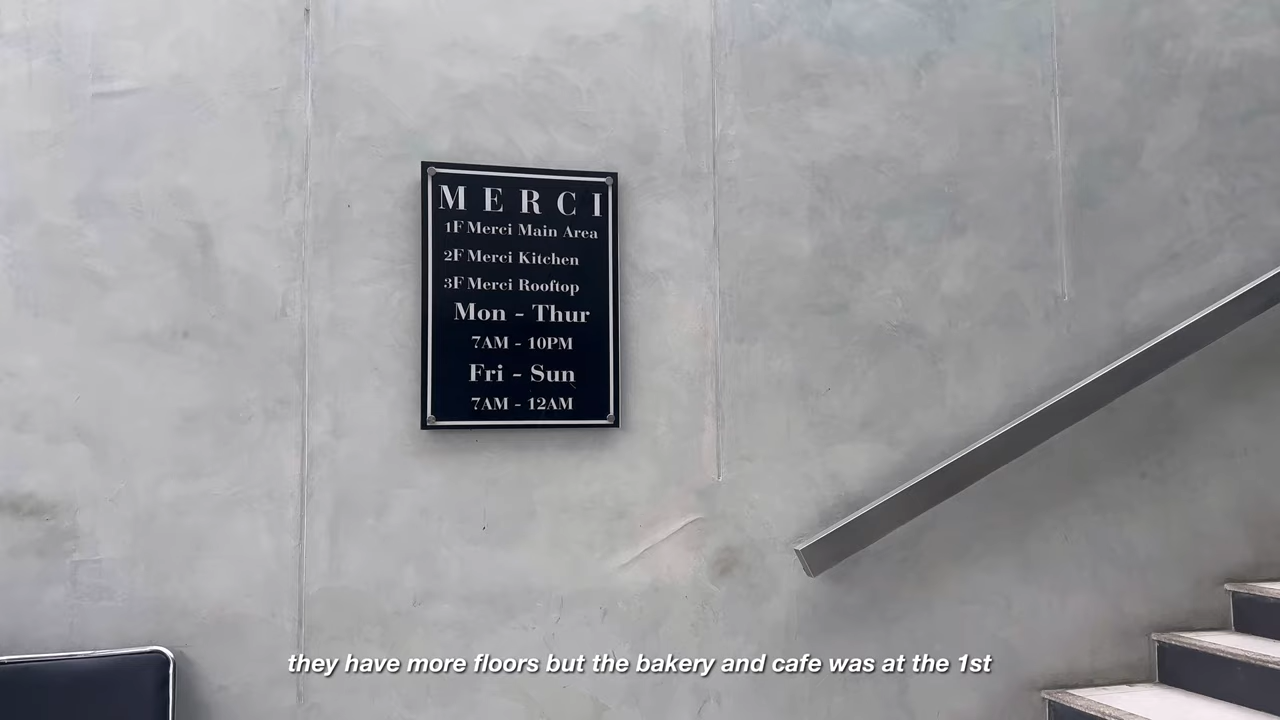 M E R C I
1F Merci Main Area
2F Merci Kitchen
3F Merci Rooftop
Mon - Thur
7AM - 10PM
Fri - Sun
7AM - 12AM
they have more floors but the bakery and cafe was at the 1st